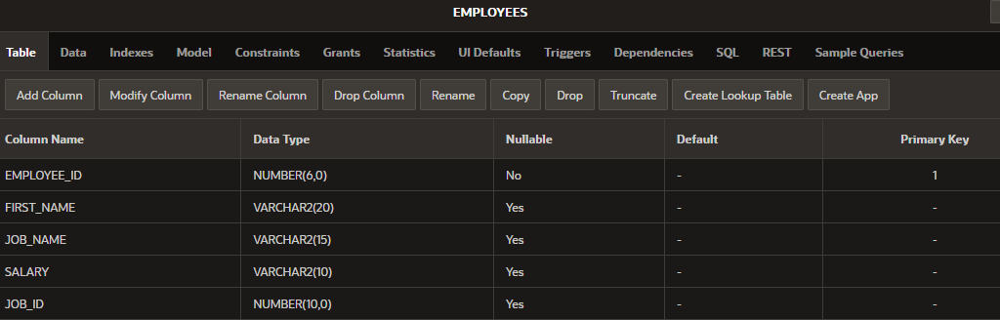 EMPLOYEES
Table Data Indexes Model Constraints Grants Statistics UI Defaults Triggers Dependencies SQL REST Sample Queries
Add Column Modify Column Rename Column Drop Column Rename Copy Drop Truncate Create Lookup Table Create App
Column Name Data Type Nullable Default Primary Key
EMPLOYEE_ID NUMBER(6,0) No - 1
FIRST_NAME VARCHAR2(20) Yes - -
JOB_NAME VARCHAR2(15) Yes - -
SALARY VARCHAR2(10) Yes - -
JOB_ID NUMBER(10,0) Yes - -